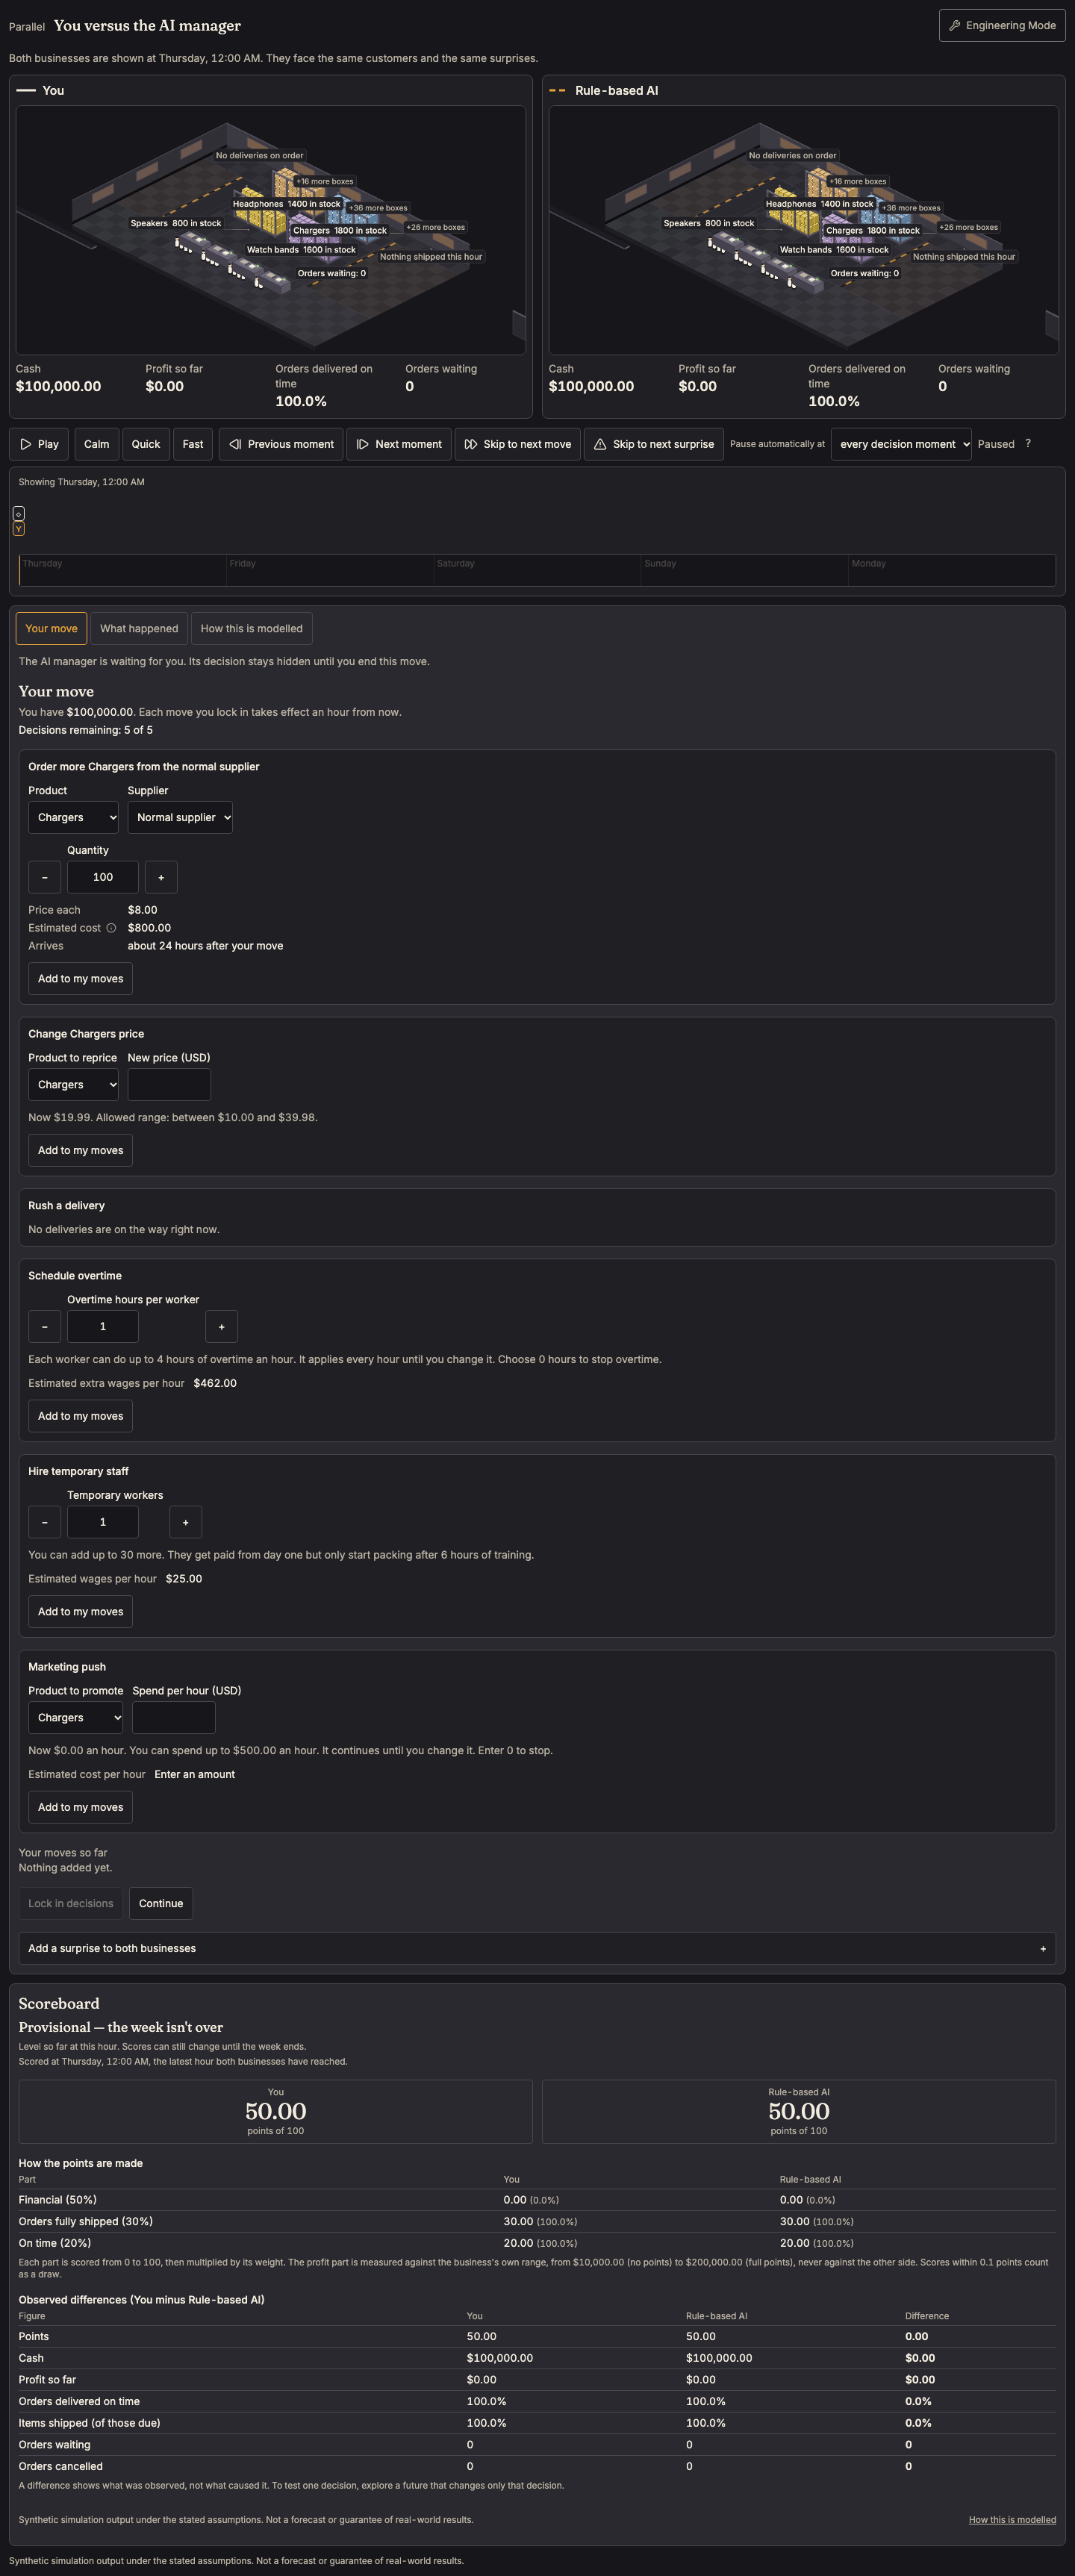 Parallel You versus the AI manager
Engineering Mode
Both businesses are shown at Thursday, 12:00 AM. They face the same customers and the same surprises.
You
No deliveries on order
+16 more boxes
Headphones 1400 in stock
+36 more boxes
Speakers 800 in stock
Chargers 1800 in stock
+26 more boxes
Watch bands 1600 in stock
Nothing shipped this hour
Orders waiting: 0
Cash
$100,000.00
Profit so far
$0.00
Orders delivered on time
100.0%
Orders waiting
0
Rule-based AI
No deliveries on order
+16 more boxes
Headphones 1400 in stock
+36 more boxes
Speakers 800 in stock
Chargers 1800 in stock
+26 more boxes
Watch bands 1600 in stock
Nothing shipped this hour
Orders waiting: 0
Cash
$100,000.00
Profit so far
$0.00
Orders delivered on time
100.0%
Orders waiting
0
Play Calm Quick Fast Previous moment Next moment Skip to next move Skip to next surprise Pause automatically at every decision moment Paused ?
Showing Thursday, 12:00 AM
Y
Thursday Friday Saturday Sunday Monday
Your move What happened How this is modelled
The AI manager is waiting for you. Its decision stays hidden until you end this move.
Your move
You have $100,000.00. Each move you lock in takes effect an hour from now.
Decisions remaining: 5 of 5
Order more Chargers from the normal supplier
Product Supplier
Chargers Normal supplier
Quantity
− 100 +
Price each $8.00
Estimated cost $800.00
Arrives about 24 hours after your move
Add to my moves
Change Chargers price
Product to reprice New price (USD)
Chargers
Now $19.99. Allowed range: between $10.00 and $39.98.
Add to my moves
Rush a delivery
No deliveries are on the way right now.
Schedule overtime
Overtime hours per worker
− 1 +
Each worker can do up to 4 hours of overtime an hour. It applies every hour until you change it. Choose 0 hours to stop overtime.
Estimated extra wages per hour $462.00
Add to my moves
Hire temporary staff
Temporary workers
− 1 +
You can add up to 30 more. They get paid from day one but only start packing after 6 hours of training.
Estimated wages per hour $25.00
Add to my moves
Marketing push
Product to promote Spend per hour (USD)
Chargers
Now $0.00 an hour. You can spend up to $500.00 an hour. It continues until you change it. Enter 0 to stop.
Estimated cost per hour Enter an amount
Add to my moves
Your moves so far
Nothing added yet.
Lock in decisions Continue
Add a surprise to both businesses +
Scoreboard
Provisional — the week isn't over
Level so far at this hour. Scores can still change until the week ends.
Scored at Thursday, 12:00 AM, the latest hour both businesses have reached.
You
50.00
points of 100
Rule-based AI
50.00
points of 100
How the points are made
Part You Rule-based AI
Financial (50%) 0.00 (0.0%) 0.00 (0.0%)
Orders fully shipped (30%) 30.00 (100.0%) 30.00 (100.0%)
On time (20%) 20.00 (100.0%) 20.00 (100.0%)
Each part is scored from 0 to 100, then multiplied by its weight. The profit part is measured against the business's own range, from $10,000.00 (no points) to $200,000.00 (full points), never against the other side. Scores within 0.1 points count
as a draw.
Observed differences (You minus Rule-based AI)
Figure You Rule-based AI Difference
Points 50.00 50.00 0.00
Cash $100,000.00 $100,000.00 $0.00
Profit so far $0.00 $0.00 $0.00
Orders delivered on time 100.0% 100.0% 0.0%
Items shipped (of those due) 100.0% 100.0% 0.0%
Orders waiting 0 0 0
Orders cancelled 0 0 0
A difference shows what was observed, not what caused it. To test one decision, explore a future that changes only that decision.
Synthetic simulation output under the stated assumptions. Not a forecast or guarantee of real-world results. How this is modelled
Synthetic simulation output under the stated assumptions. Not a forecast or guarantee of real-world results.